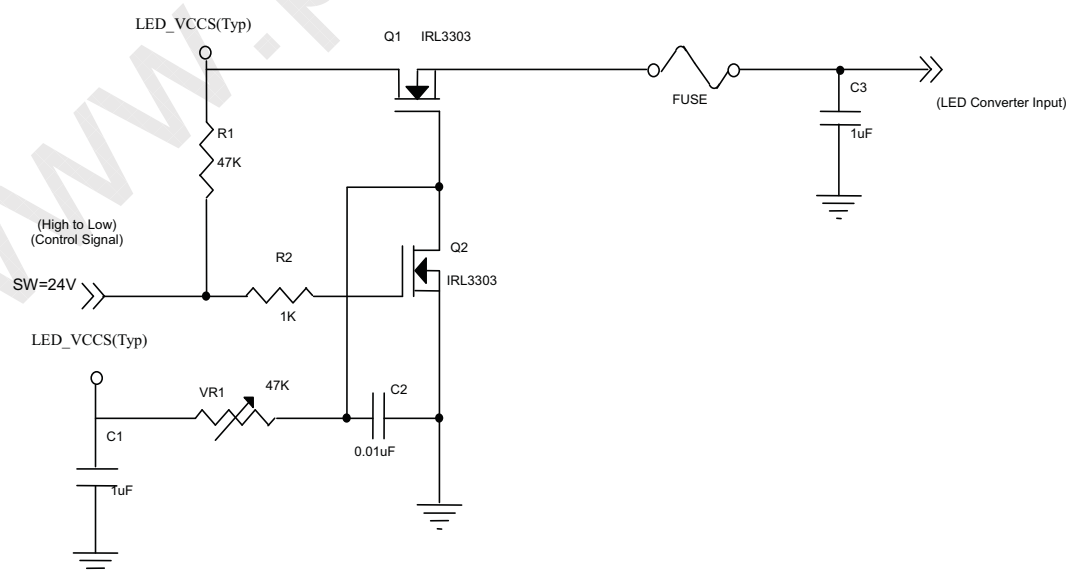 LED_VCCS(Typ)
Q1 IRL3303
FUSE
C3
(LED Converter Input)
1uF
R1
47K
(High to Low)
(Control Signal)
SW=24V
R2
1K
Q2
IRL3303
LED_VCCS(Typ)
VR1
47K
C2
0.01uF
C1
1uF